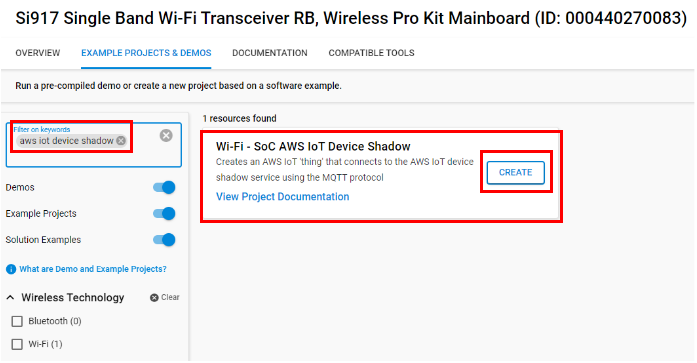 Si917 Single Band Wi-Fi Transceiver RB, Wireless Pro Kit Mainboard (ID: 000440270083)
OVERVIEW EXAMPLE PROJECTS & DEMOS DOCUMENTATION COMPATIBLE TOOLS
Run a pre-compiled demo or create a new project based on a software example.
Filter on keywords
aws iot device shadow
Demos
Example Projects
Solution Examples
What are Demo and Example Projects?
Wireless Technology Clear
Bluetooth (0)
Wi-Fi (1)
1 resources found
Wi-Fi - SoC AWS IoT Device Shadow
Creates an AWS IoT 'thing' that connects to the AWS IoT device
shadow service using the MQTT protocol
View Project Documentation
CREATE